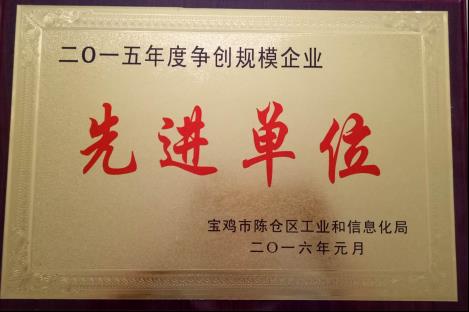 二〇一五年度争创规模企业
先进单位
宝鸡市陈仓区工业和信息化局
二〇一六年元月